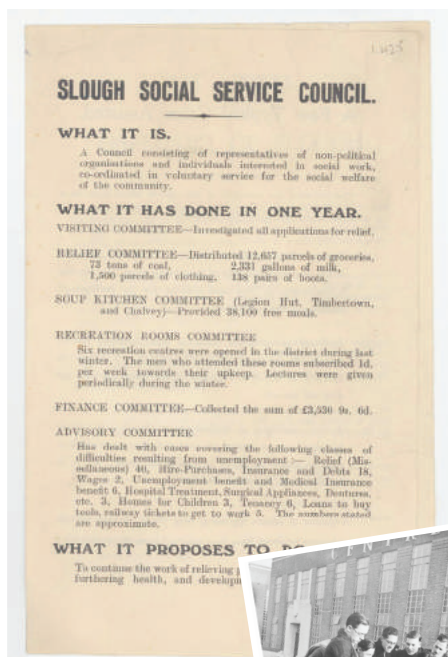 SLOUGH SOCIAL SERVICE COUNCIL.
WHAT IT IS.
A Council consisting of representatives of non-political
organisations and individuals interested in social work,
co-ordinated in voluntary service for the social welfare
of the community.
WHAT IT HAS DONE IN ONE YEAR.
VISITING COMMITTEE—Investigated all applications for relief.
RELIEF COMMITTEE—Distributed 12,657 parcels of groceries,
73 tons of coal, 2,331 gallons of milk,
1,500 parcels of clothing, 138 pairs of boots.
SOUP KITCHEN COMMITTEE (Legion Hut, Timbertown,
and Chalvey)—Provided 38,100 free meals.
RECREATION ROOMS COMMITTEE
Six recreation centres were opened in the district during last
winter. The men who attended these rooms subscribed 1d.
per week towards their upkeep. Lectures were given
periodically during the winter.
FINANCE COMMITTEE—Collected the sum of £3,530 9s. 6d.
ADVISORY COMMITTEE
Has dealt with cases covering the following classes of
difficulties resulting from unemployment:— Relief (Mis-
cellaneous) 40, Hire-Purchases, Insurance and Debts 18,
Wages 2, Unemployment benefit and Medical Insurance
benefit 6, Hospital Treatment, Surgical Appliances, Dentures,
etc. 3, Homes for Children 3, Tenancy 6, Loans to buy
tools, railway tickets to get to work 5. The numbers stated
are approximate.
WHAT IT PROPOSES TO
To continue the work of relieving
furthering health, and